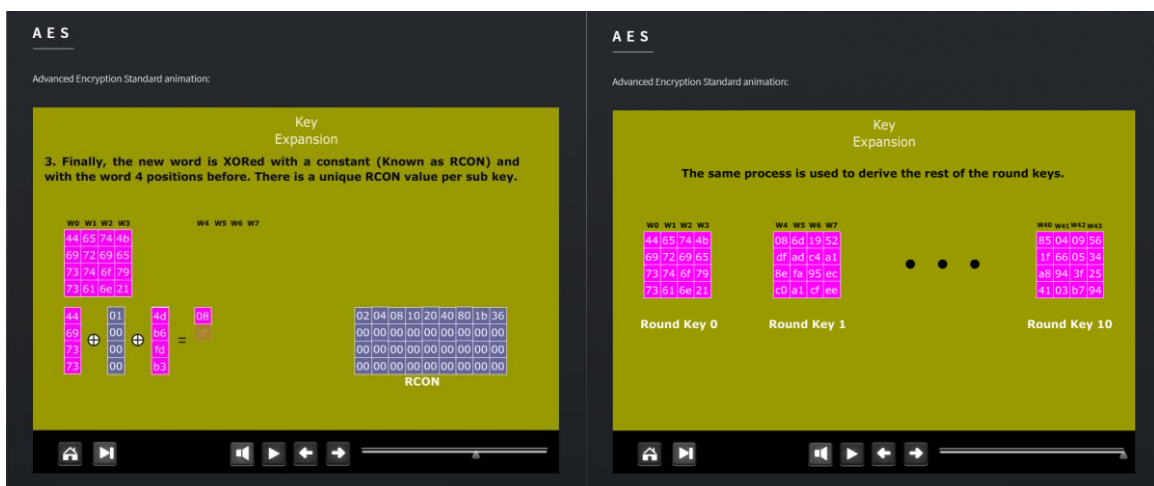 AES
Advanced Encryption Standard animation:
Key
Expansion
3. Finally, the new word is XORed with a constant (Known as RCON) and
with the word 4 positions before. There is a unique RCON value per sub key.
W0 W1 W2 W3
W4 W5 W6 W7
44 65 74 4b
69 72 69 65
73 74 6f 79
73 61 6e 21
44 01 4d 08
69 00 b6 df
73 ⊕ 00 ⊕ fd =
73 00 b3
02 04 08 10 20 40 80 1b 36
00 00 00 00 00 00 00 00 00
00 00 00 00 00 00 00 00 00
00 00 00 00 00 00 00 00 00
RCON
AES
Advanced Encryption Standard animation:
Key
Expansion
The same process is used to derive the rest of the round keys.
W0 W1 W2 W3
44 65 74 4b
69 72 69 65
73 74 6f 79
73 61 6e 21
Round Key 0
W4 W5 W6 W7
08 6d 19 52
df ad c4 a1
8e fa 95 ec
c0 a1 cf ee
Round Key 1
● ● ●
W40 W41 W42 W43
85 04 09 56
1f 66 05 34
a8 94 3f 25
41 03 b7 94
Round Key 10